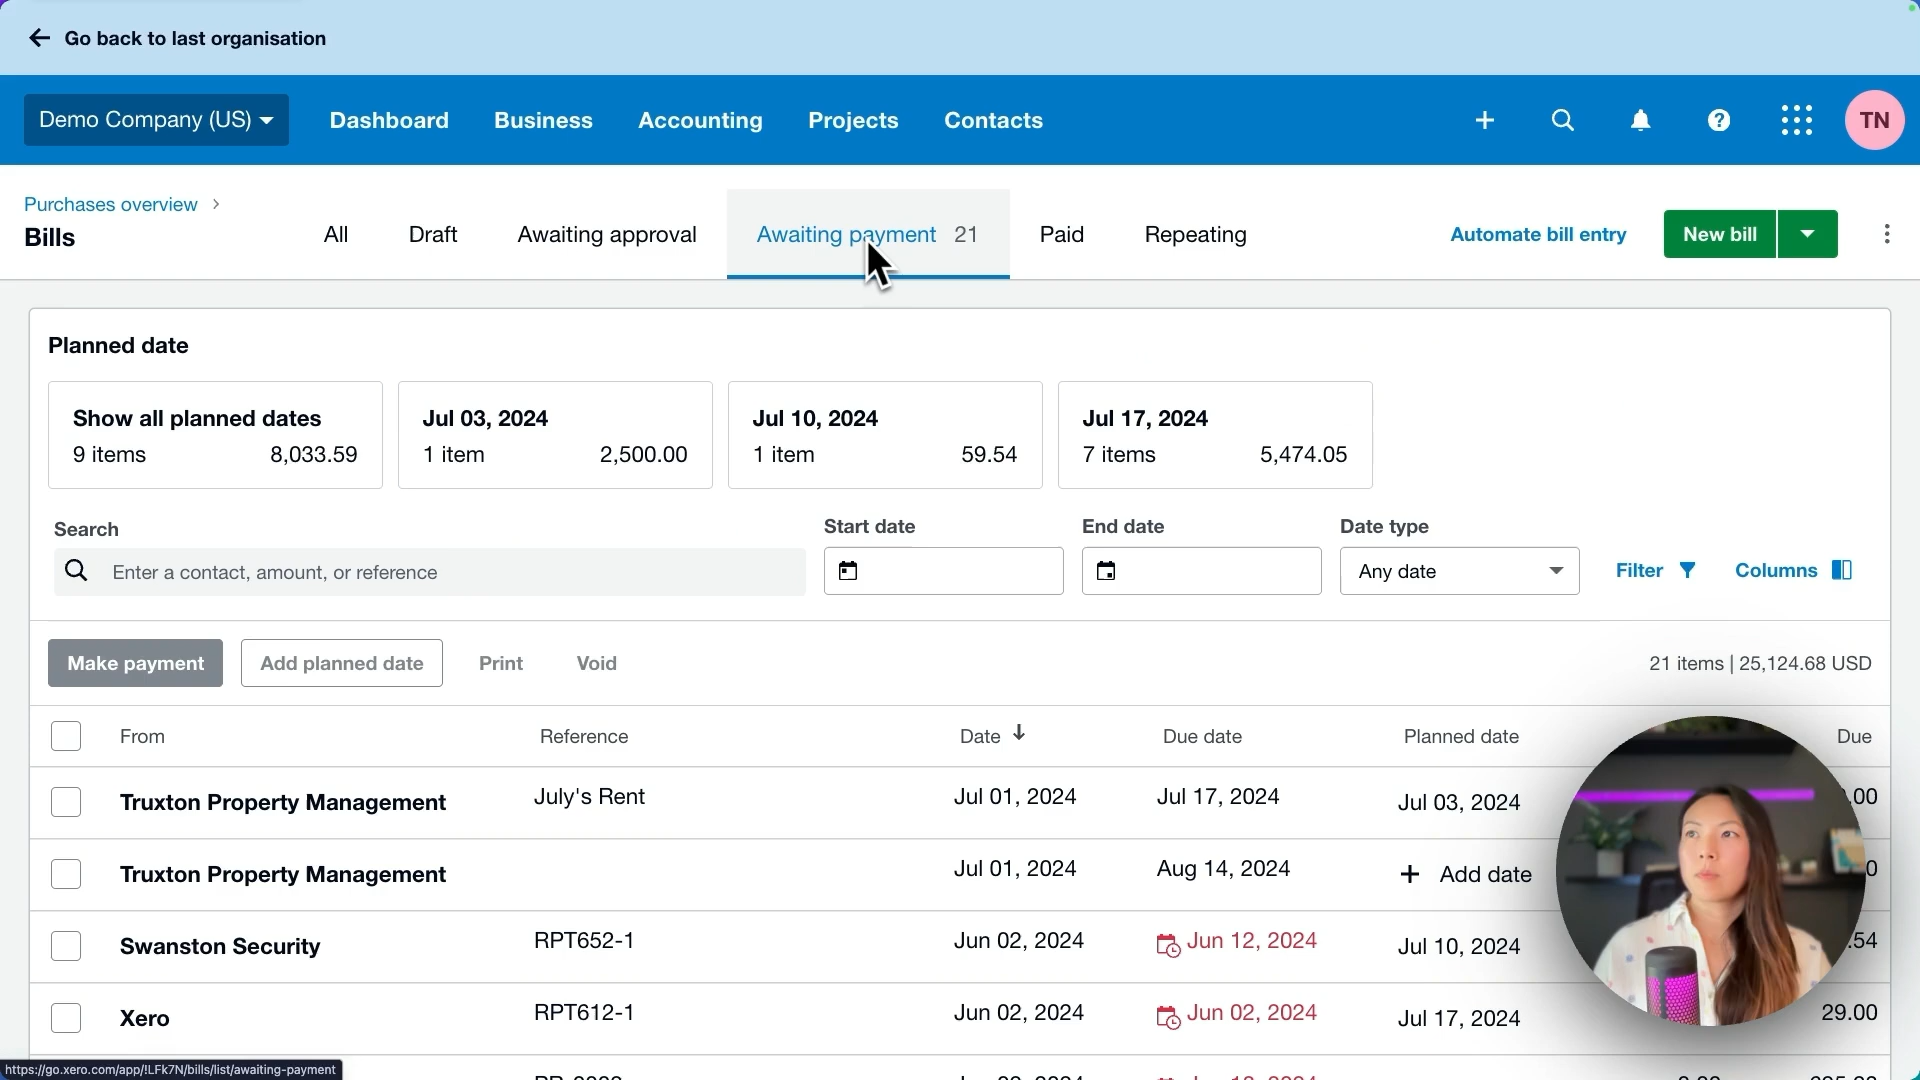 Go back to last organisation
Demo Company (US) Dashboard Business Accounting Projects Contacts TN
Purchases overview
Bills
All Draft Awaiting approval Awaiting payment 21 Paid Repeating Automate bill entry New bill
Planned date
Show all planned dates
9 items 8,033.59
Jul 03, 2024
1 item 2,500.00
Jul 10, 2024
1 item 59.54
Jul 17, 2024
7 items 5,474.05
Search Start date End date Date type
Enter a contact, amount, or reference Any date Filter Columns
Make payment Add planned date Print Void 21 items | 25,124.68 USD
From Reference Date Due date Planned date Due
Truxton Property Management July's Rent Jul 01, 2024 Jul 17, 2024 Jul 03, 2024 .00
Truxton Property Management Jul 01, 2024 Aug 14, 2024 + Add date 0
Swanston Security RPT652-1 Jun 02, 2024 Jun 12, 2024 Jul 10, 2024 .54
Xero RPT612-1 Jun 02, 2024 Jun 02, 2024 Jul 17, 2024 29.00
https://go.xero.com/app/!LFk7N/bills/list/awaiting-payment